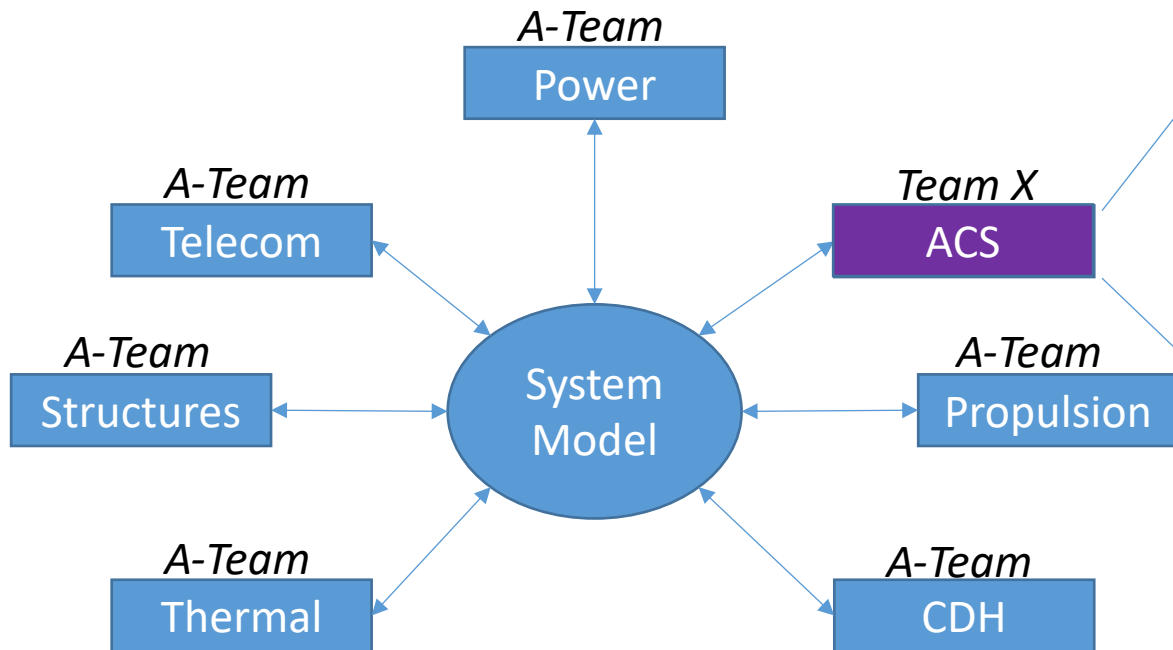 A-Team
Power
A-Team
Telecom
Team X
ACS
A-Team
Structures
System
Model
A-Team
Propulsion
A-Team
Thermal
A-Team
CDH